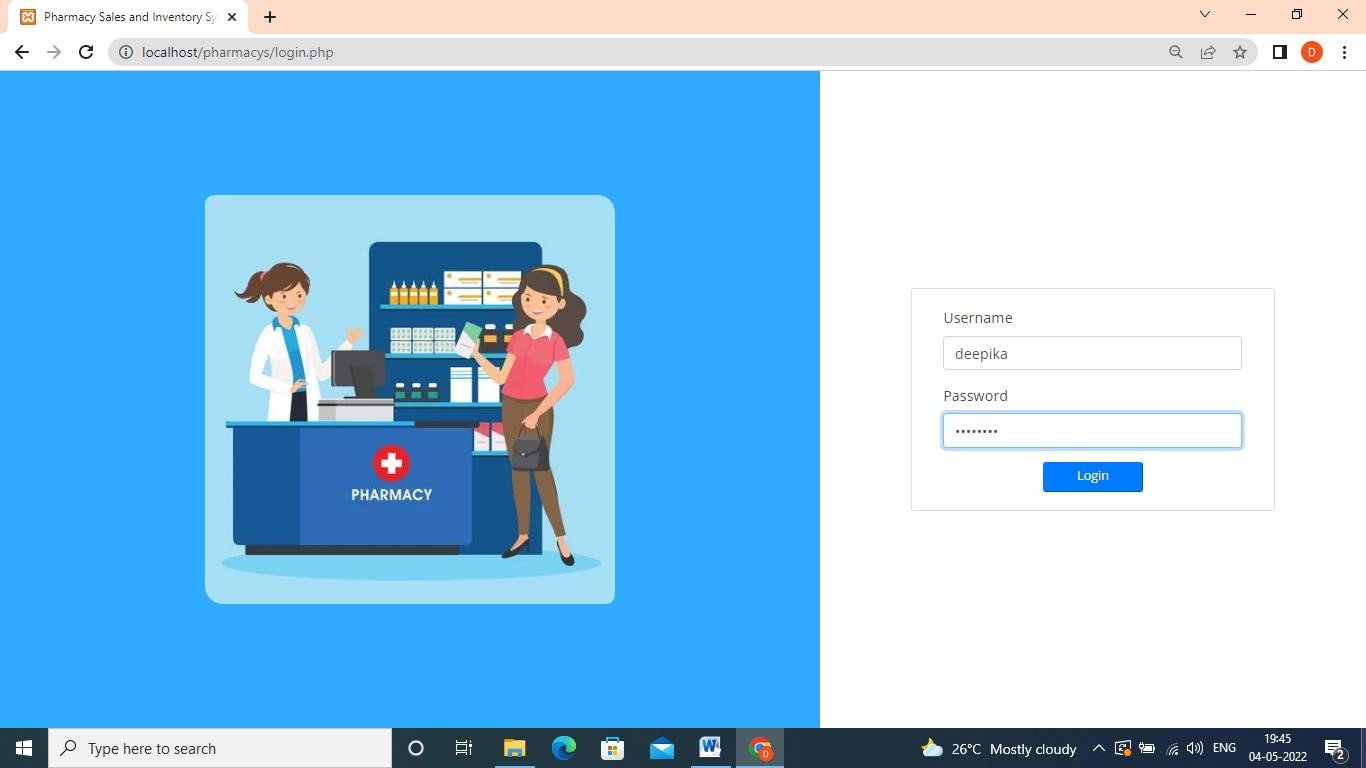 Pharmacy Sales and Inventory Sy
localhost/pharmacys/login.php
D
PHARMACY
Username
deepika
Password
••••••••
Login
Type here to search
W
D
26°C Mostly cloudy
ENG
19:45
04-05-2022
2